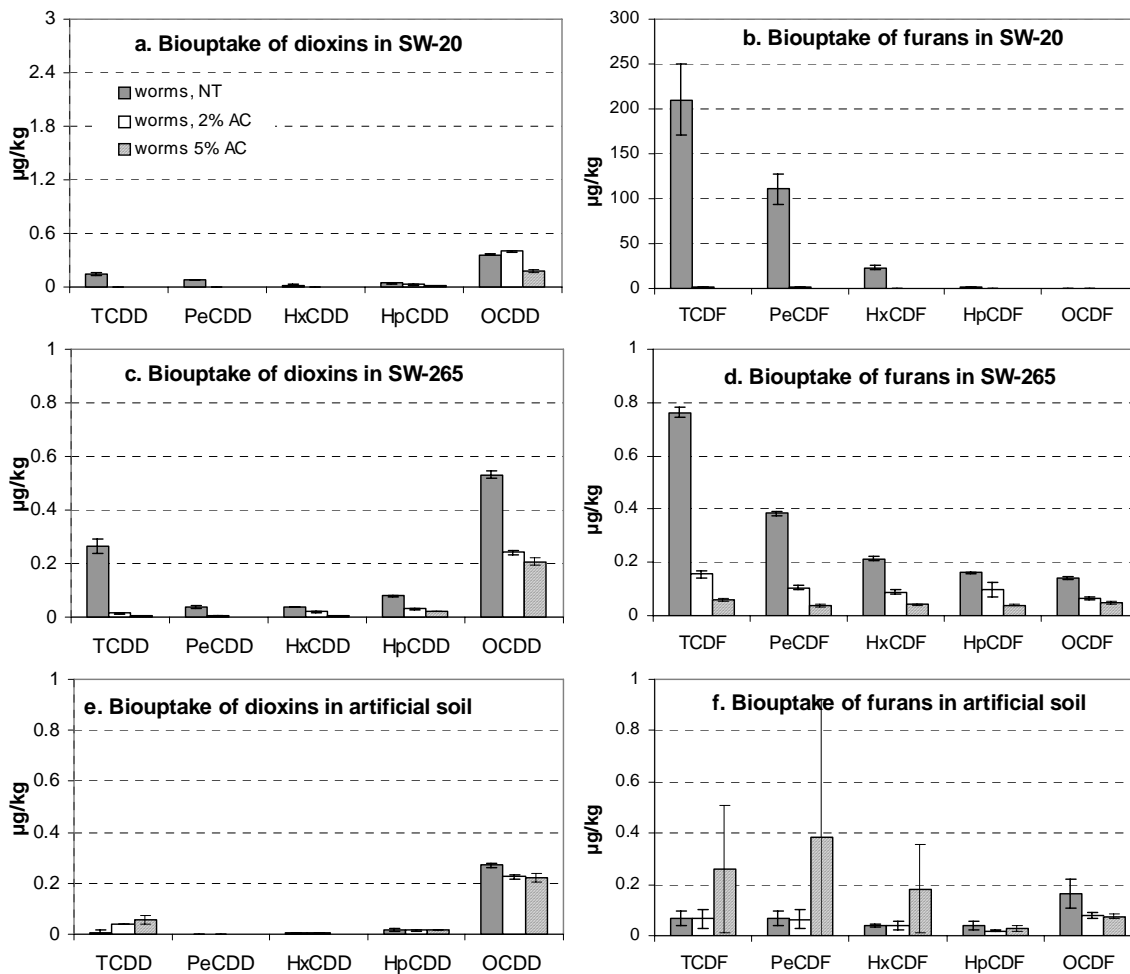 a. Biouptake of dioxins in SW-20
3
2.4
1.8
1.2
0.6
0
µg/kg
worms, NT
worms, 2% AC
worms 5% AC
TCDD PeCDD HxCDD HpCDD OCDD
b. Biouptake of furans in SW-20
300
250
200
150
100
50
0
µg/kg
TCDF PeCDF HxCDF HpCDF OCDF
c. Biouptake of dioxins in SW-265
1
0.8
0.6
0.4
0.2
0
µg/kg
TCDD PeCDD HxCDD HpCDD OCDD
d. Biouptake of furans in SW-265
1
0.8
0.6
0.4
0.2
0
µg/kg
TCDF PeCDF HxCDF HpCDF OCDF
e. Biouptake of dioxins in artificial soil
1
0.8
0.6
0.4
0.2
0
µg/kg
TCDD PeCDD HxCDD HpCDD OCDD
f. Biouptake of furans in artificial soil
1
0.8
0.6
0.4
0.2
0
µg/kg
TCDF PeCDF HxCDF HpCDF OCDF